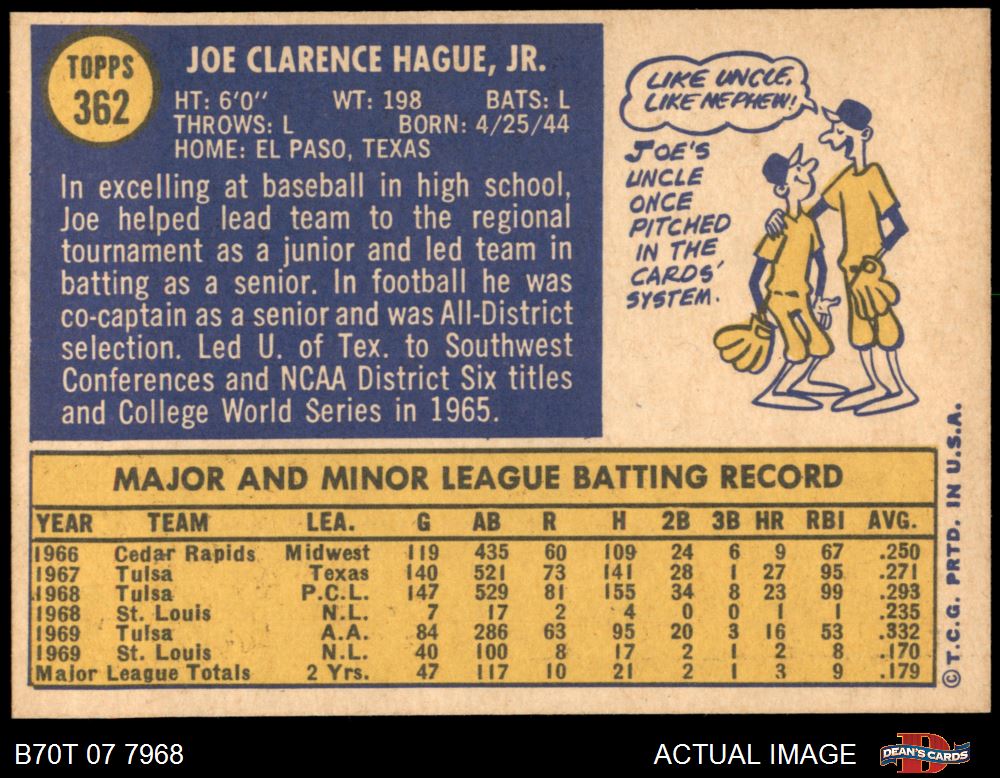 TOPPS
362
JOE CLARENCE HAGUE, JR.
HT: 6'0" WT: 198 BATS: L
THROWS: L BORN: 4/25/44
HOME: EL PASO, TEXAS
In excelling at baseball in high school,
Joe helped lead team to the regional
tournament as a junior and led team in
batting as a senior. In football he was
co-captain as a senior and was All-District
selection. Led U. of Tex. to Southwest
Conferences and NCAA District Six titles
and College World Series in 1965.
LIKE UNCLE,
LIKE NEPHEW!
JOE'S
UNCLE
ONCE
PITCHED
IN THE
CARDS'
SYSTEM.
MAJOR AND MINOR LEAGUE BATTING RECORD
YEAR TEAM LEA. G AB R H 2B 3B HR RBI AVG.
1966 Cedar Rapids Midwest 119 435 60 109 24 6 9 67 .250
1967 Tulsa Texas 140 521 73 141 28 1 27 95 .271
1968 Tulsa P.C.L. 147 529 81 155 34 8 23 99 .293
1968 St. Louis N.L. 7 17 2 4 0 0 1 1 .235
1969 Tulsa A.A. 84 286 63 95 20 3 16 53 .332
1969 St. Louis N.L. 40 100 8 17 2 1 2 8 .170
Major League Totals 2 Yrs. 47 117 10 21 2 1 3 9 .179
© T.C.G. PRTD. IN U.S.A.
B70T 07 7968
ACTUAL IMAGE
DEAN'S CARDS